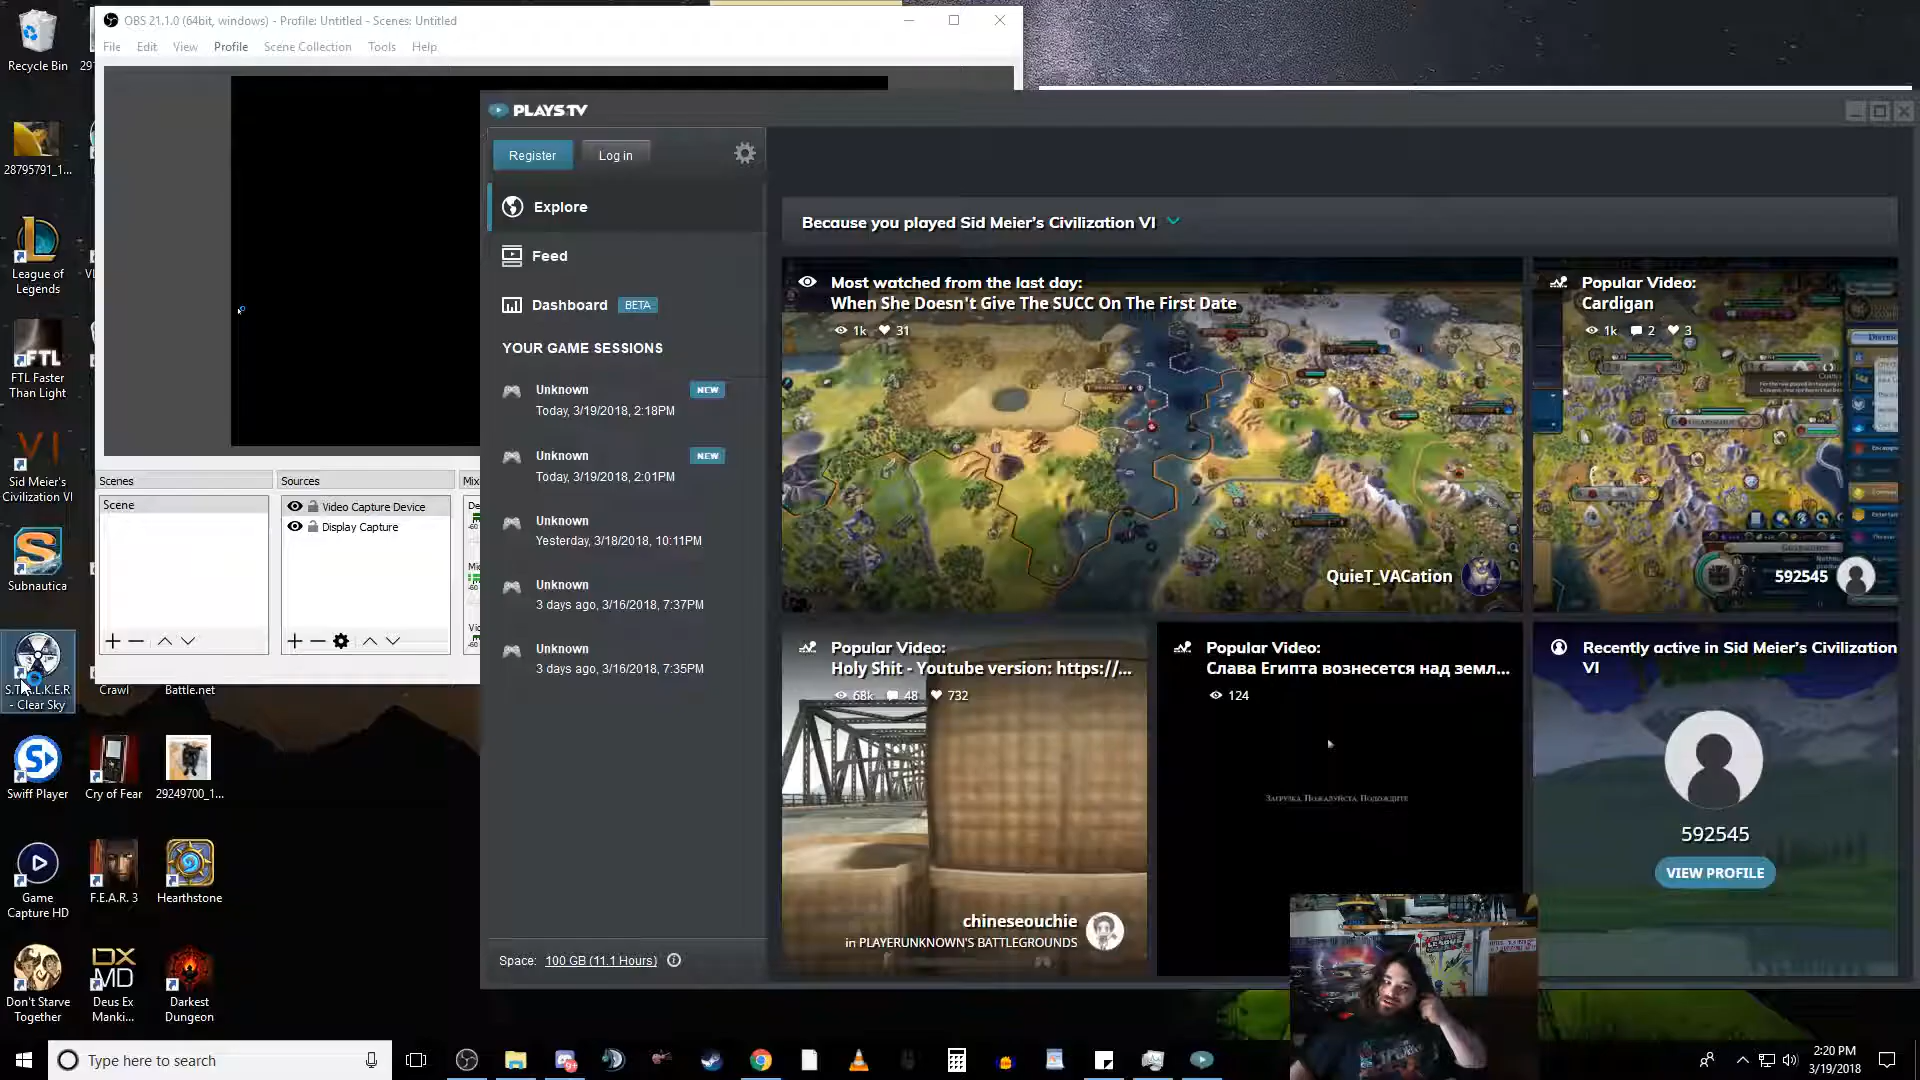 OBS 21.1.0 (64bit, windows) - Profile: Untitled - Scenes: Untitled
File Edit View Profile Scene Collection Tools Help
PLAYS.TV
Register Log in
Explore
Feed
Dashboard BETA
YOUR GAME SESSIONS
Unknown NEW
Today, 3/19/2018, 2:18PM
Unknown NEW
Today, 3/19/2018, 2:01PM
Unknown
Yesterday, 3/18/2018, 10:11PM
Unknown
3 days ago, 3/16/2018, 7:37PM
Unknown
3 days ago, 3/16/2018, 7:35PM
Space: 100 GB (11.1 Hours)
Because you played Sid Meier's Civilization VI
Most watched from the last day:
When She Doesn't Give The SUCC On The First Date
1k 31
QuieT_VACation
Popular Video:
Cardigan
1k 2 3
592545
Popular Video:
Holy Shit - Youtube version: https://...
68k 48 732
chineseouchie
in PLAYERUNKNOWN'S BATTLEGROUNDS
Popular Video:
Слава Египта вознесется над земл...
124
Загрузка, Пожалуйста, Подождите
Recently active in Sid Meier's Civilization
VI
592545
VIEW PROFILE
Scenes
Scene
Sources
Video Capture Device
Display Capture
Recycle Bin
28795791_1...
League of
Legends
FTL
FTL Faster
Than Light
VI
Sid Meier's
Civilization VI
Subnautica
S.T.A.L.K.E.R
- Clear Sky
Crawl
Battle.net
Swiff Player
Cry of Fear
29249700_1...
Game
Capture HD
F.E.A.R. 3
Hearthstone
Don't Starve
Together
DX
MD
Deus Ex
Manki...
Darkest
Dungeon
Type here to search
2:20 PM
3/19/2018